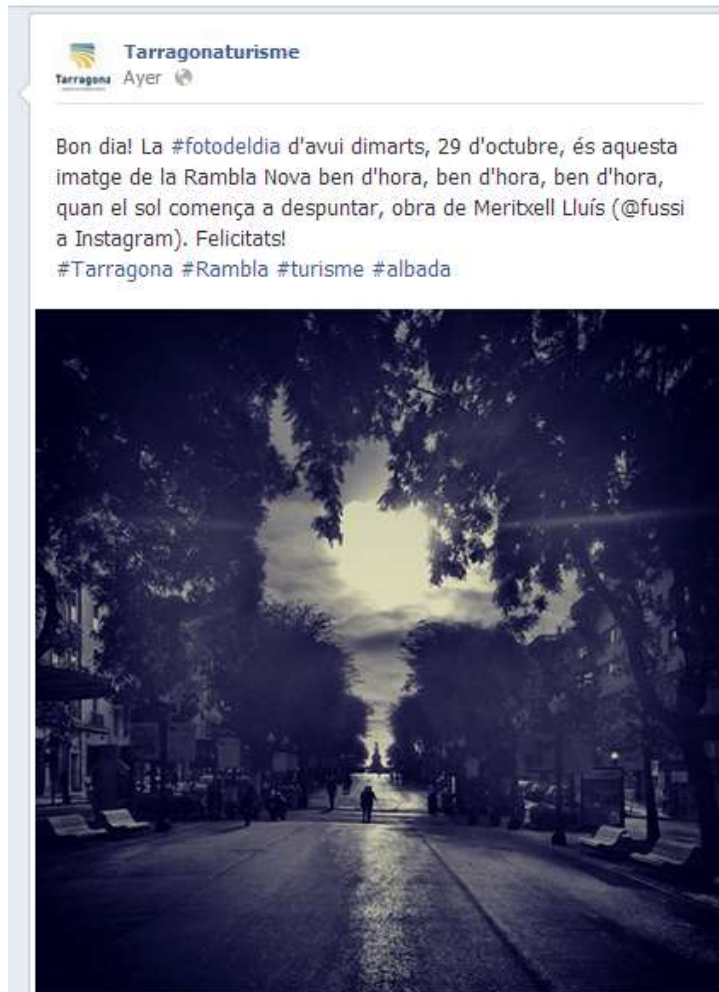 Tarragonaturisme
Tarragona
Ayer
Bon dia! La #fotodeldia d'avui dimarts, 29 d'octubre, és aquesta
imatge de la Rambla Nova ben d'hora, ben d'hora, ben d'hora,
quan el sol comença a despuntar, obra de Meritxell Lluís (@fussi
a Instagram). Felicitats!
#Tarragona #Rambla #turisme #albada